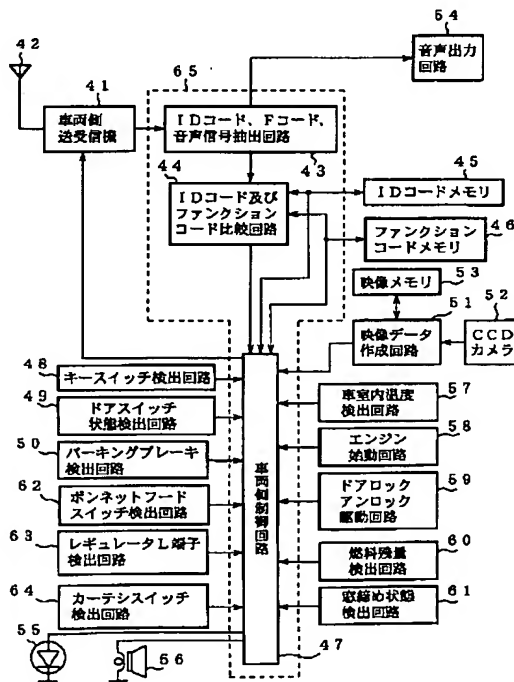 ４２
５４
音声出力
回路
６５
４１
車両側
送受信機
ＩＤコード、Ｆコード、
音声信号抽出回路
４３
４４
ＩＤコード及び
ファンクション
コード比較回路
４５
ＩＤコードメモリ
ファンクション
コードメモリ
４６
５３
映像メモリ
５１
映像データ
作成回路
５２
ＣＣＤ
カメラ
４８
キースイッチ検出回路
４９
ドアスイッチ
状態検出回路
５０
パーキングブレーキ
検出回路
６２
ボンネットフード
スイッチ検出回路
６３
レギュレータＬ端子
検出回路
６４
カーテシスイッチ
検出回路
５５
５６
車両側制御回路
４７
５７
車室内温度
検出回路
５８
エンジン
始動回路
５９
ドアロック
アンロック
駆動回路
６０
燃料残量
検出回路
６１
窓締め状態
検出回路